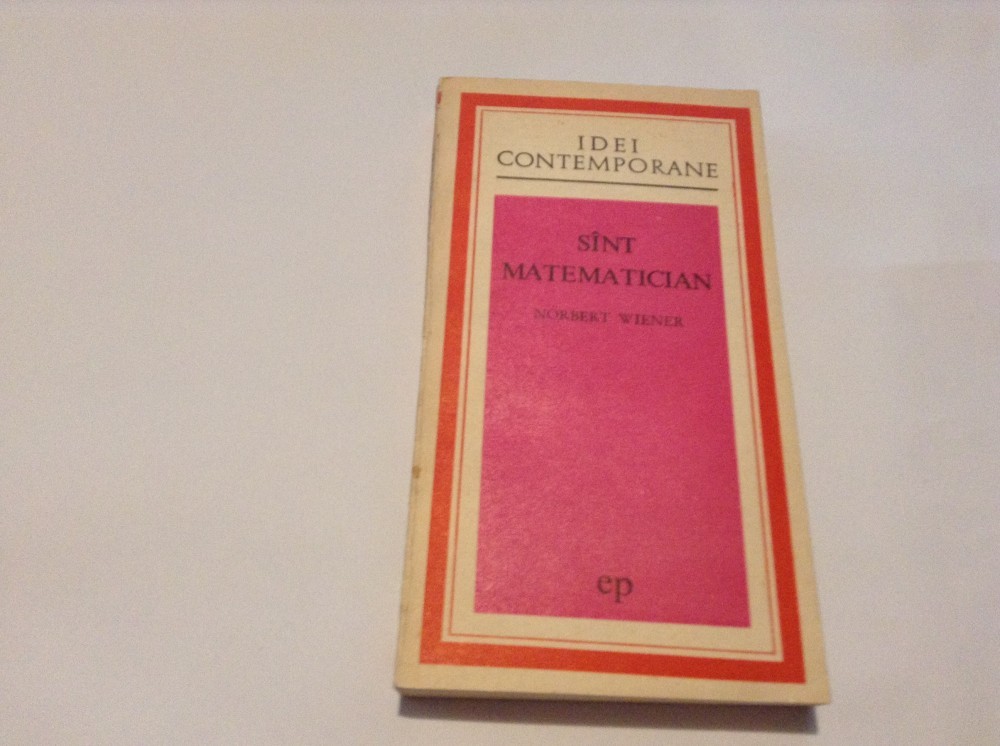 IDEI
CONTEMPORANE
SÎNT
MATEMATICIAN
NORBERT WIENER
ep